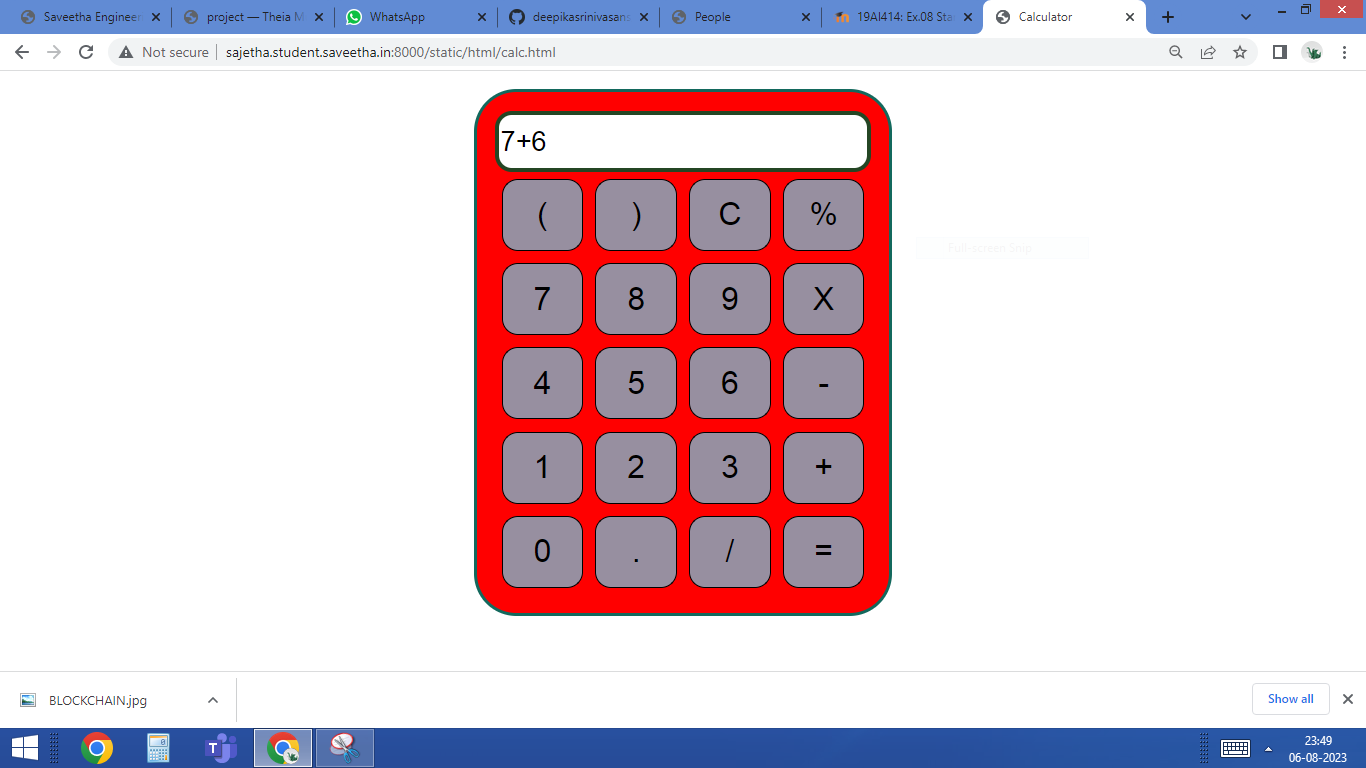 Saveetha Engineer
project — Theia M
WhatsApp
deepikasrinivasans
People
19AI414: Ex.08 Sta
Calculator
Not secure
sajetha.student.saveetha.in:8000/static/html/calc.html
7+6
( ) C %
7 8 9 X
4 5 6 -
1 2 3 +
0 . / =
Full-screen Snip
BLOCKCHAIN.jpg
Show all
23:49
06-08-2023